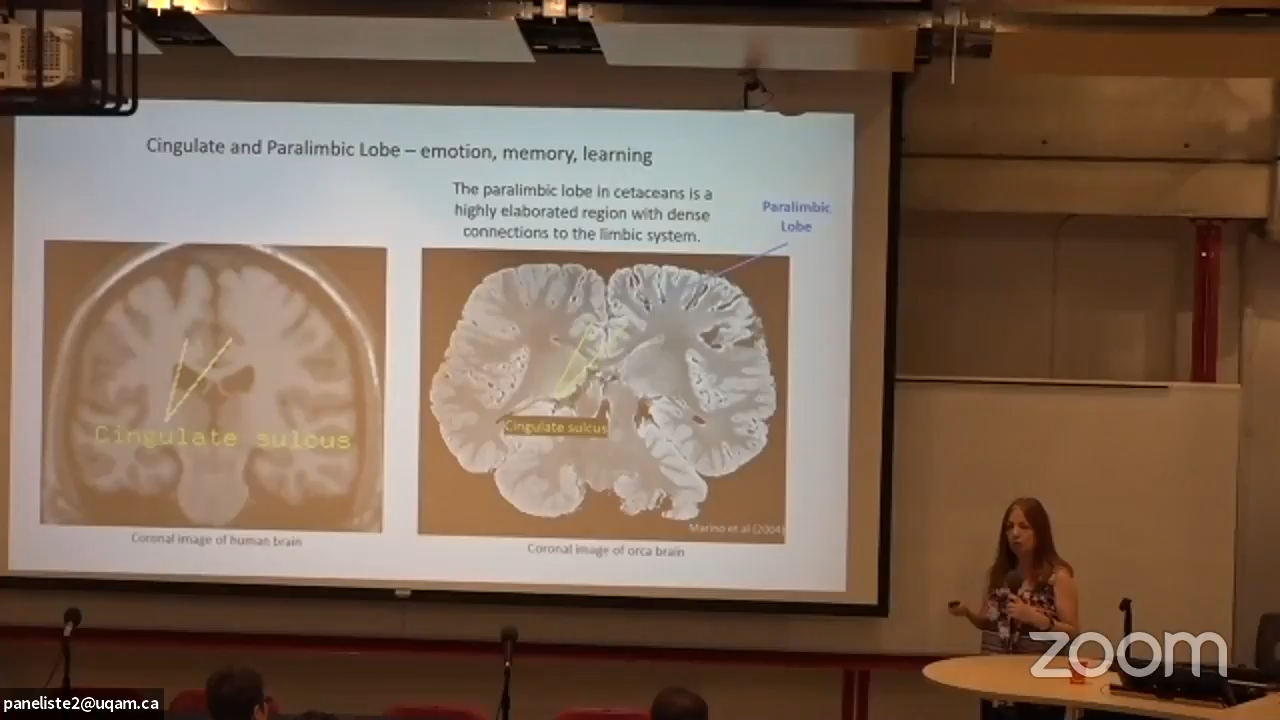 Cingulate and Paralimbic Lobe – emotion, memory, learning
The paralimbic lobe in cetaceans is a
highly elaborated region with dense
connections to the limbic system.
Paralimbic
Lobe
Cingulate sulcus
Cingulate sulcus
Marino et al (2004)
Coronal image of human brain
Coronal image of orca brain
zoom
paneliste2@uqam.ca